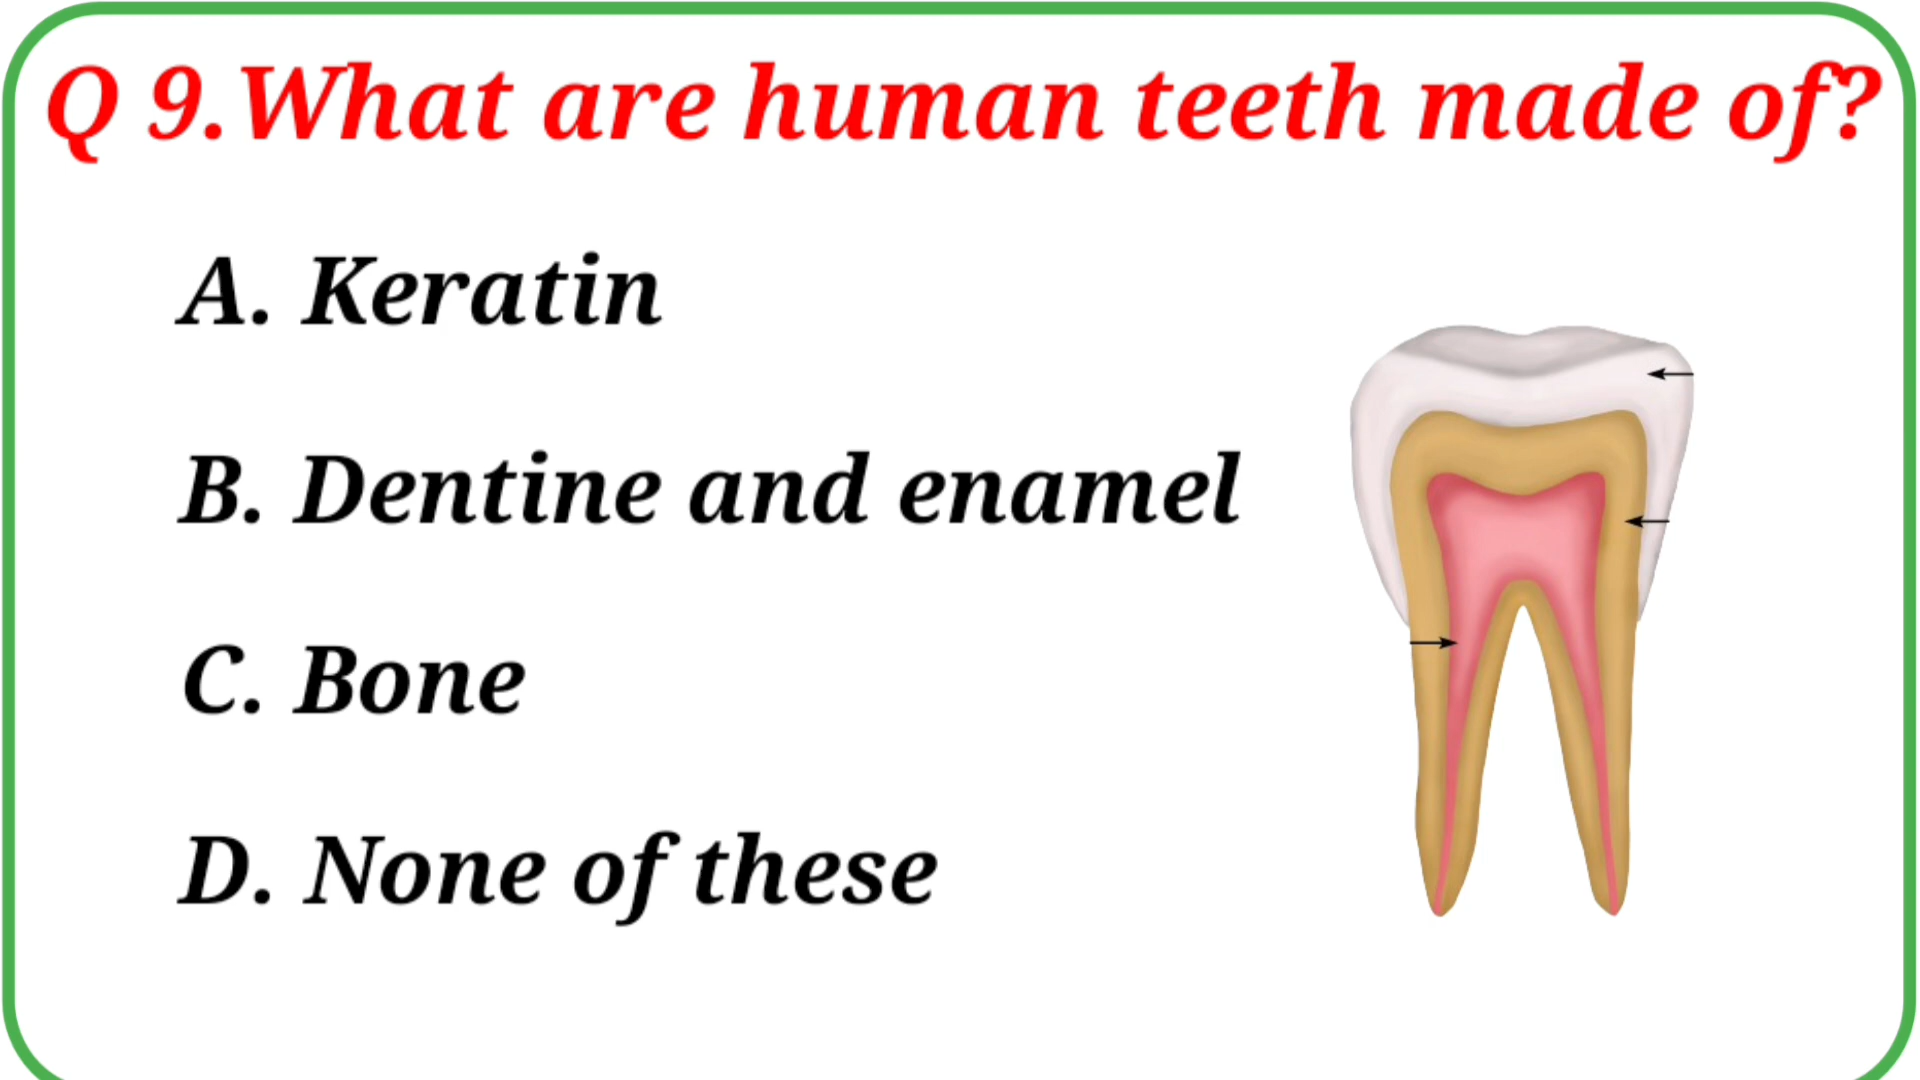 Q 9.What are human teeth made of?
A. Keratin
B. Dentine and enamel
C. Bone
D. None of these